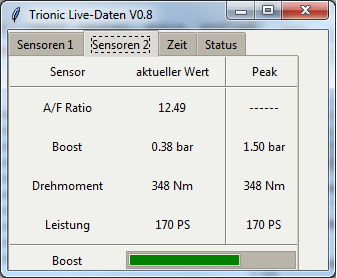 Trionic Live-Daten V0.8
Sensoren 1 Sensoren 2 Zeit Status
Sensor aktueller Wert Peak
A/F Ratio 12.49 ------
Boost 0.38 bar 1.50 bar
Drehmoment 348 Nm 348 Nm
Leistung 170 PS 170 PS
Boost